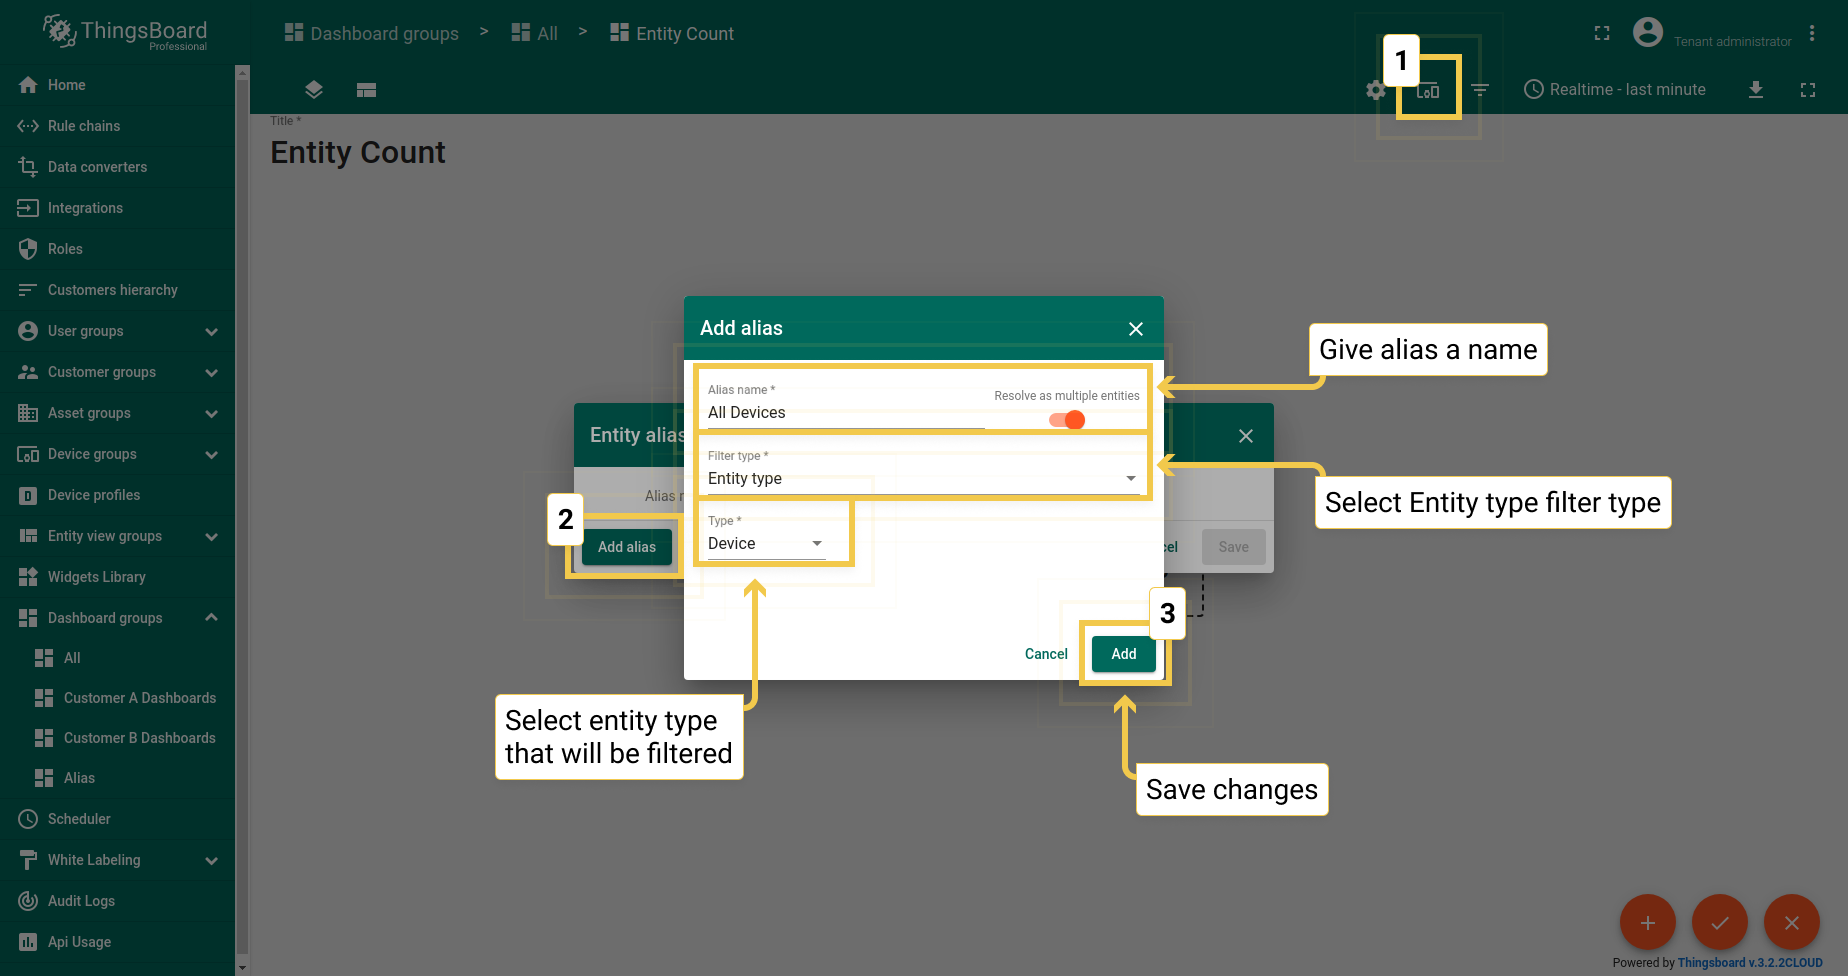 ThingsBoard
Professional
Dashboard groups > All > Entity Count
Tenant administrator
Realtime - last minute
Home
Rule chains
Data converters
Integrations
Roles
Customers hierarchy
User groups
Customer groups
Asset groups
Device groups
Device profiles
Entity view groups
Widgets Library
Dashboard groups
All
Customer A Dashboards
Customer B Dashboards
Alias
Scheduler
White Labeling
Audit Logs
Api Usage
Title *
Entity Count
1
Add alias
Alias name *
All Devices
Resolve as multiple entities
Filter type *
Entity type
Type *
Device
Cancel
Add
3
Entity alias
Alias n
2
Add alias
cel
Save
Give alias a name
Select Entity type filter type
Select entity type
that will be filtered
Save changes
Powered by Thingsboard v.3.2.2CLOUD